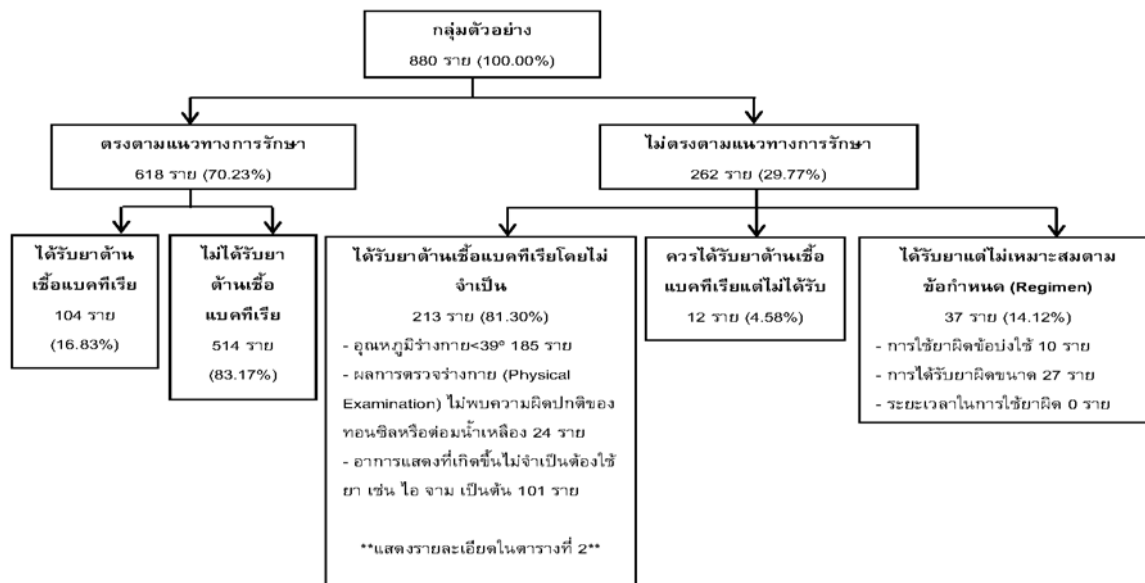 กลุ่มตัวอย่าง
880 ราย (100.00%)
ตรงตามแนวทางการรักษา
618 ราย (70.23%)
ไม่ตรงตามแนวทางการรักษา
262 ราย (29.77%)
ได้รับยาต้าน
เชื้อแบคทีเรีย
104 ราย
(16.83%)
ไม่ได้รับยา
ต้านเชื้อ
แบคทีเรีย
514 ราย
(83.17%)
ได้รับยาต้านเชื้อแบคทีเรียโดยไม่
จำเป็น
213 ราย (81.30%)
- อุณหภูมิร่างกาย<39º 185 ราย
- ผลการตรวจร่างกาย (Physical
Examination) ไม่พบความผิดปกติของ
ทอนซิลหรือต่อมน้ำเหลือง 24 ราย
- อาการแสดงที่เกิดขึ้นไม่จำเป็นต้องใช้
ยา เช่น ไอ จาม เป็นต้น 101 ราย
**แสดงรายละเอียดในตารางที่ 2**
ควรได้รับยาต้านเชื้อ
แบคทีเรียแต่ไม่ได้รับ
12 ราย (4.58%)
ได้รับยาแต่ไม่เหมาะสมตาม
ข้อกำหนด (Regimen)
37 ราย (14.12%)
- การใช้ยาผิดข้อบ่งใช้ 10 ราย
- การได้รับยาผิดขนาด 27 ราย
- ระยะเวลาในการใช้ยาผิด 0 ราย